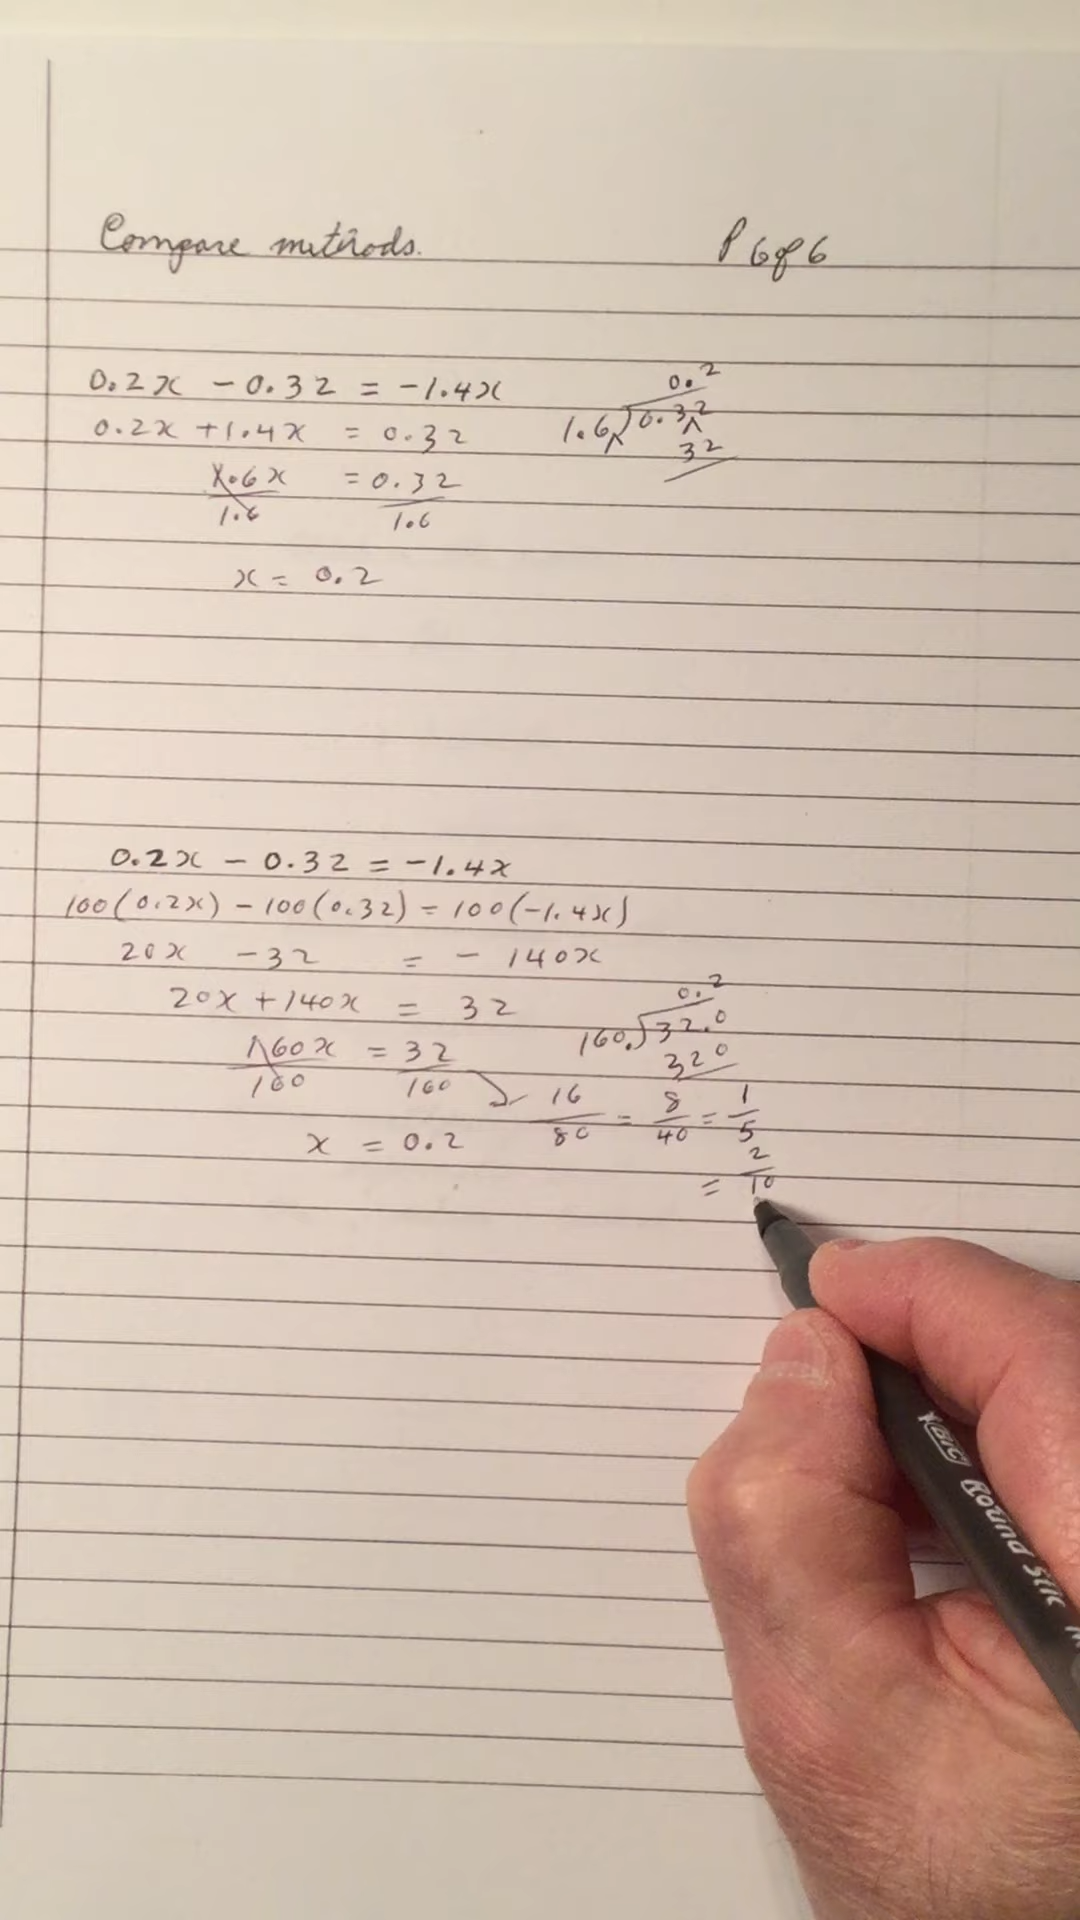 Compare methods. P 6 of 6
0.2x - 0.32 = -1.4x
0.2x + 1.4x = 0.32
1.6x = 0.32
1.6 1.6
x = 0.2
0.2
1.6 0.32
32
0.2x - 0.32 = -1.4x
100(0.2x) - 100(0.32) = 100(-1.4x)
20x - 32 = - 140x
20x + 140x = 32
160x = 32
160 160
x = 0.2
0.2
160. 32.0
320
16 = 8 = 1
80 40 5
= 2
10
BIC Round Stic